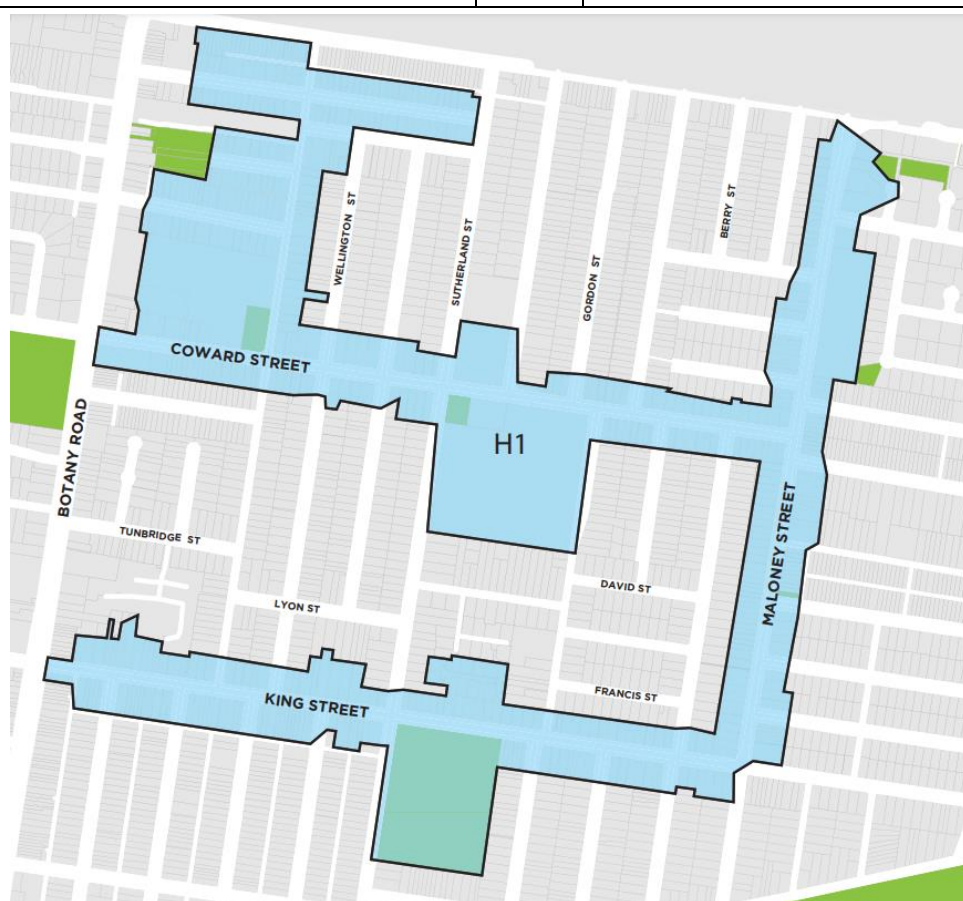 WELLINGTON ST
SUTHERLAND ST
GORDON ST
BERRY ST
COWARD STREET
H1
BOTANY ROAD
MALONEY STREET
TUNBRIDGE ST
DAVID ST
LYON ST
FRANCIS ST
KING STREET